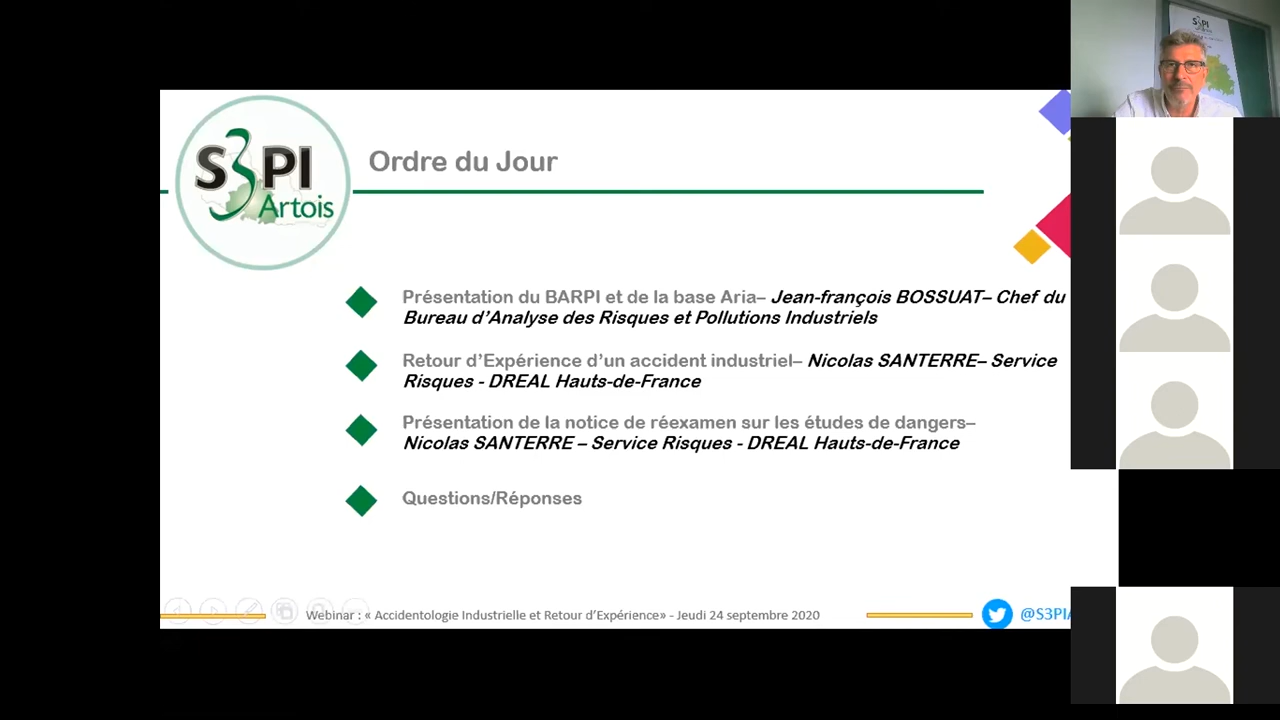 S3PI
Artois
Ordre du Jour
Présentation du BARPI et de la base Aria– Jean-françois BOSSUAT– Chef du
Bureau d'Analyse des Risques et Pollutions Industriels
Retour d'Expérience d'un accident industriel– Nicolas SANTERRE– Service
Risques - DREAL Hauts-de-France
Présentation de la notice de réexamen sur les études de dangers–
Nicolas SANTERRE – Service Risques - DREAL Hauts-de-France
Questions/Réponses
Webinar : « Accidentologie Industrielle et Retour d'Expérience» - Jeudi 24 septembre 2020
@S3PI
S3PI